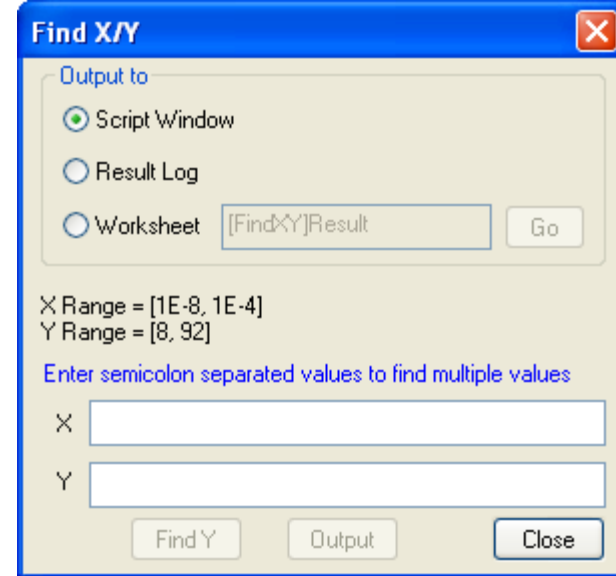 Find X/Y
Output to
Script Window
Result Log
Worksheet [FindXY]Result Go
X Range = [1E-8, 1E-4]
Y Range = [8, 92]
Enter semicolon separated values to find multiple values
X
Y
Find Y Output Close